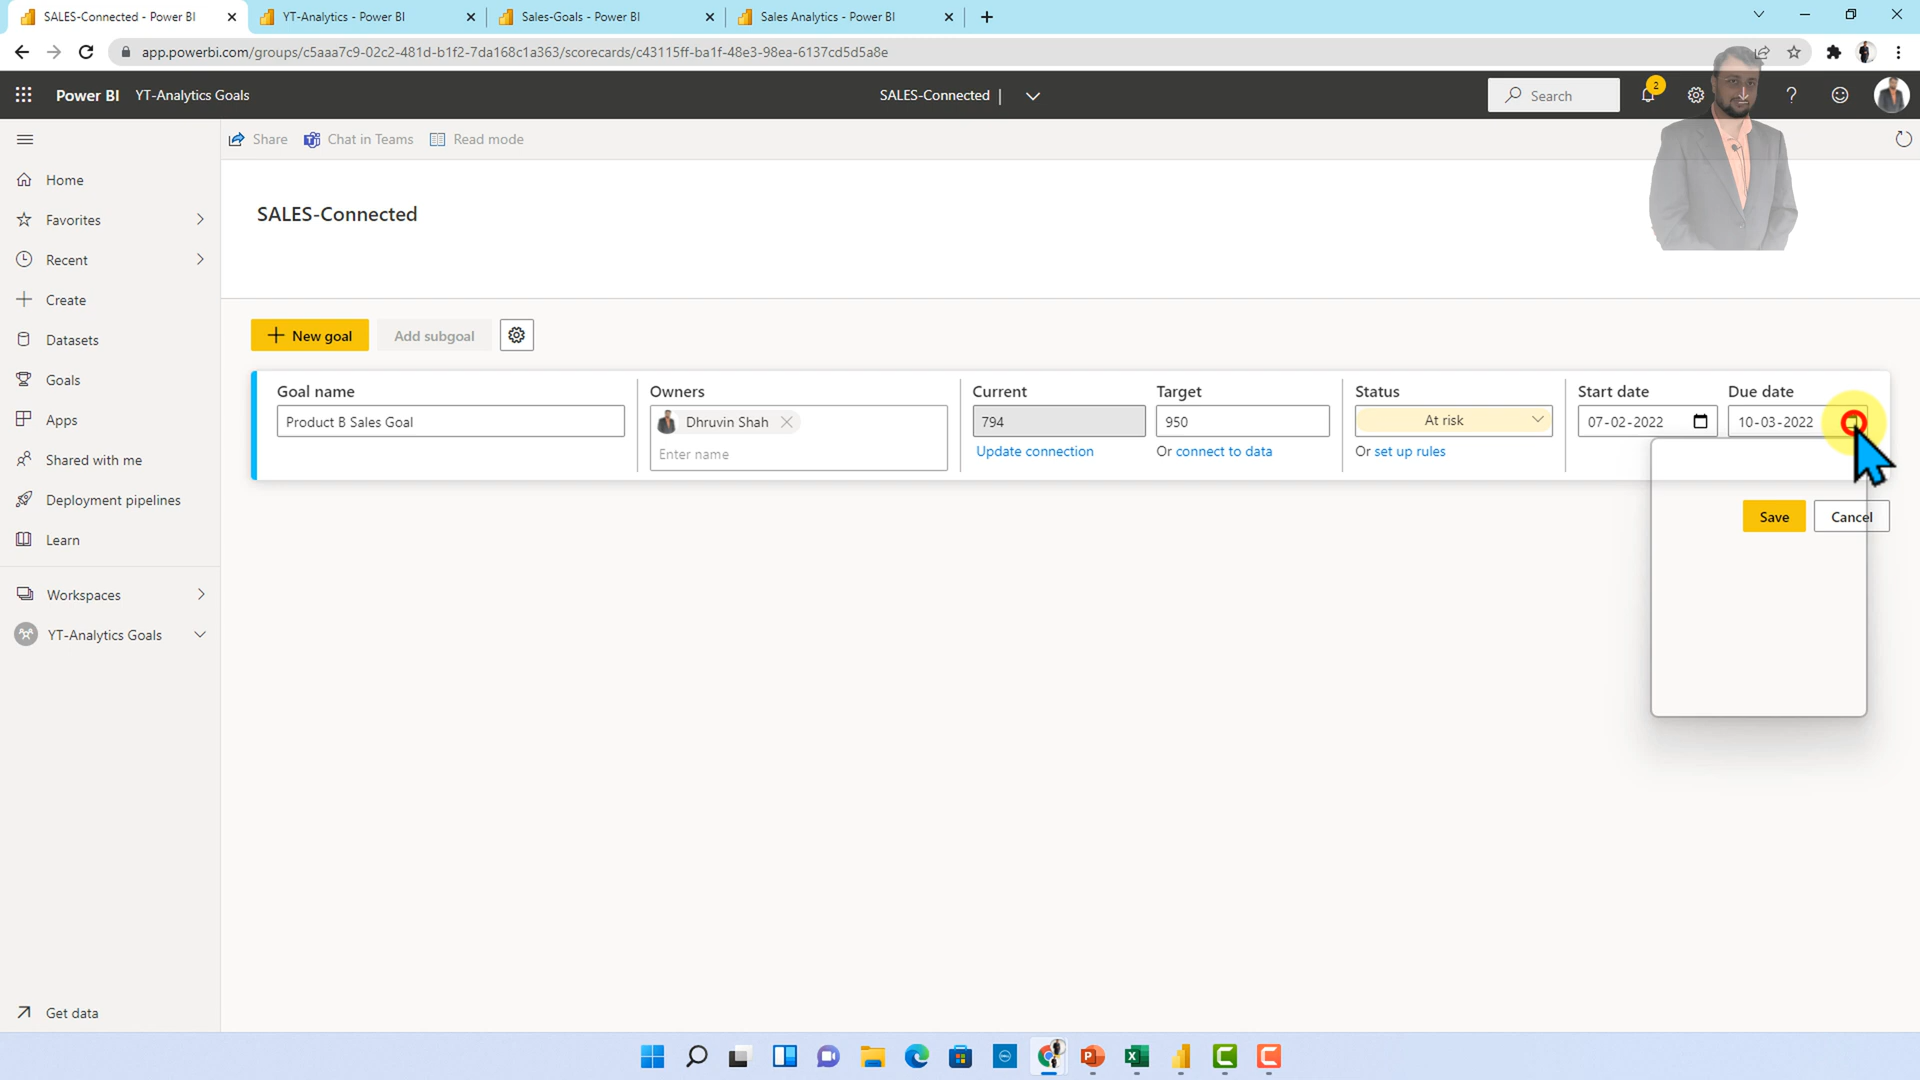 SALES-Connected - Power BI
YT-Analytics - Power BI
Sales-Goals - Power BI
Sales Analytics - Power BI
app.powerbi.com/groups/c5aaa7c9-02c2-481d-b1f2-7da168c1a363/scorecards/c43115ff-ba1f-48e3-98ea-6137cd5d5a8e
Power BI YT-Analytics Goals
SALES-Connected |
Search
2
?
Share
Chat in Teams
Read mode
Home
Favorites
Recent
Create
Datasets
Goals
Apps
Shared with me
Deployment pipelines
Learn
Workspaces
YT-Analytics Goals
Get data
SALES-Connected
New goal
Add subgoal
Goal name
Owners
Current
Target
Status
Start date
Due date
Product B Sales Goal
Dhruvin Shah
Enter name
794
950
At risk
07-02-2022
10-03-2022
Update connection
Or connect to data
Or set up rules
Save
Cancel